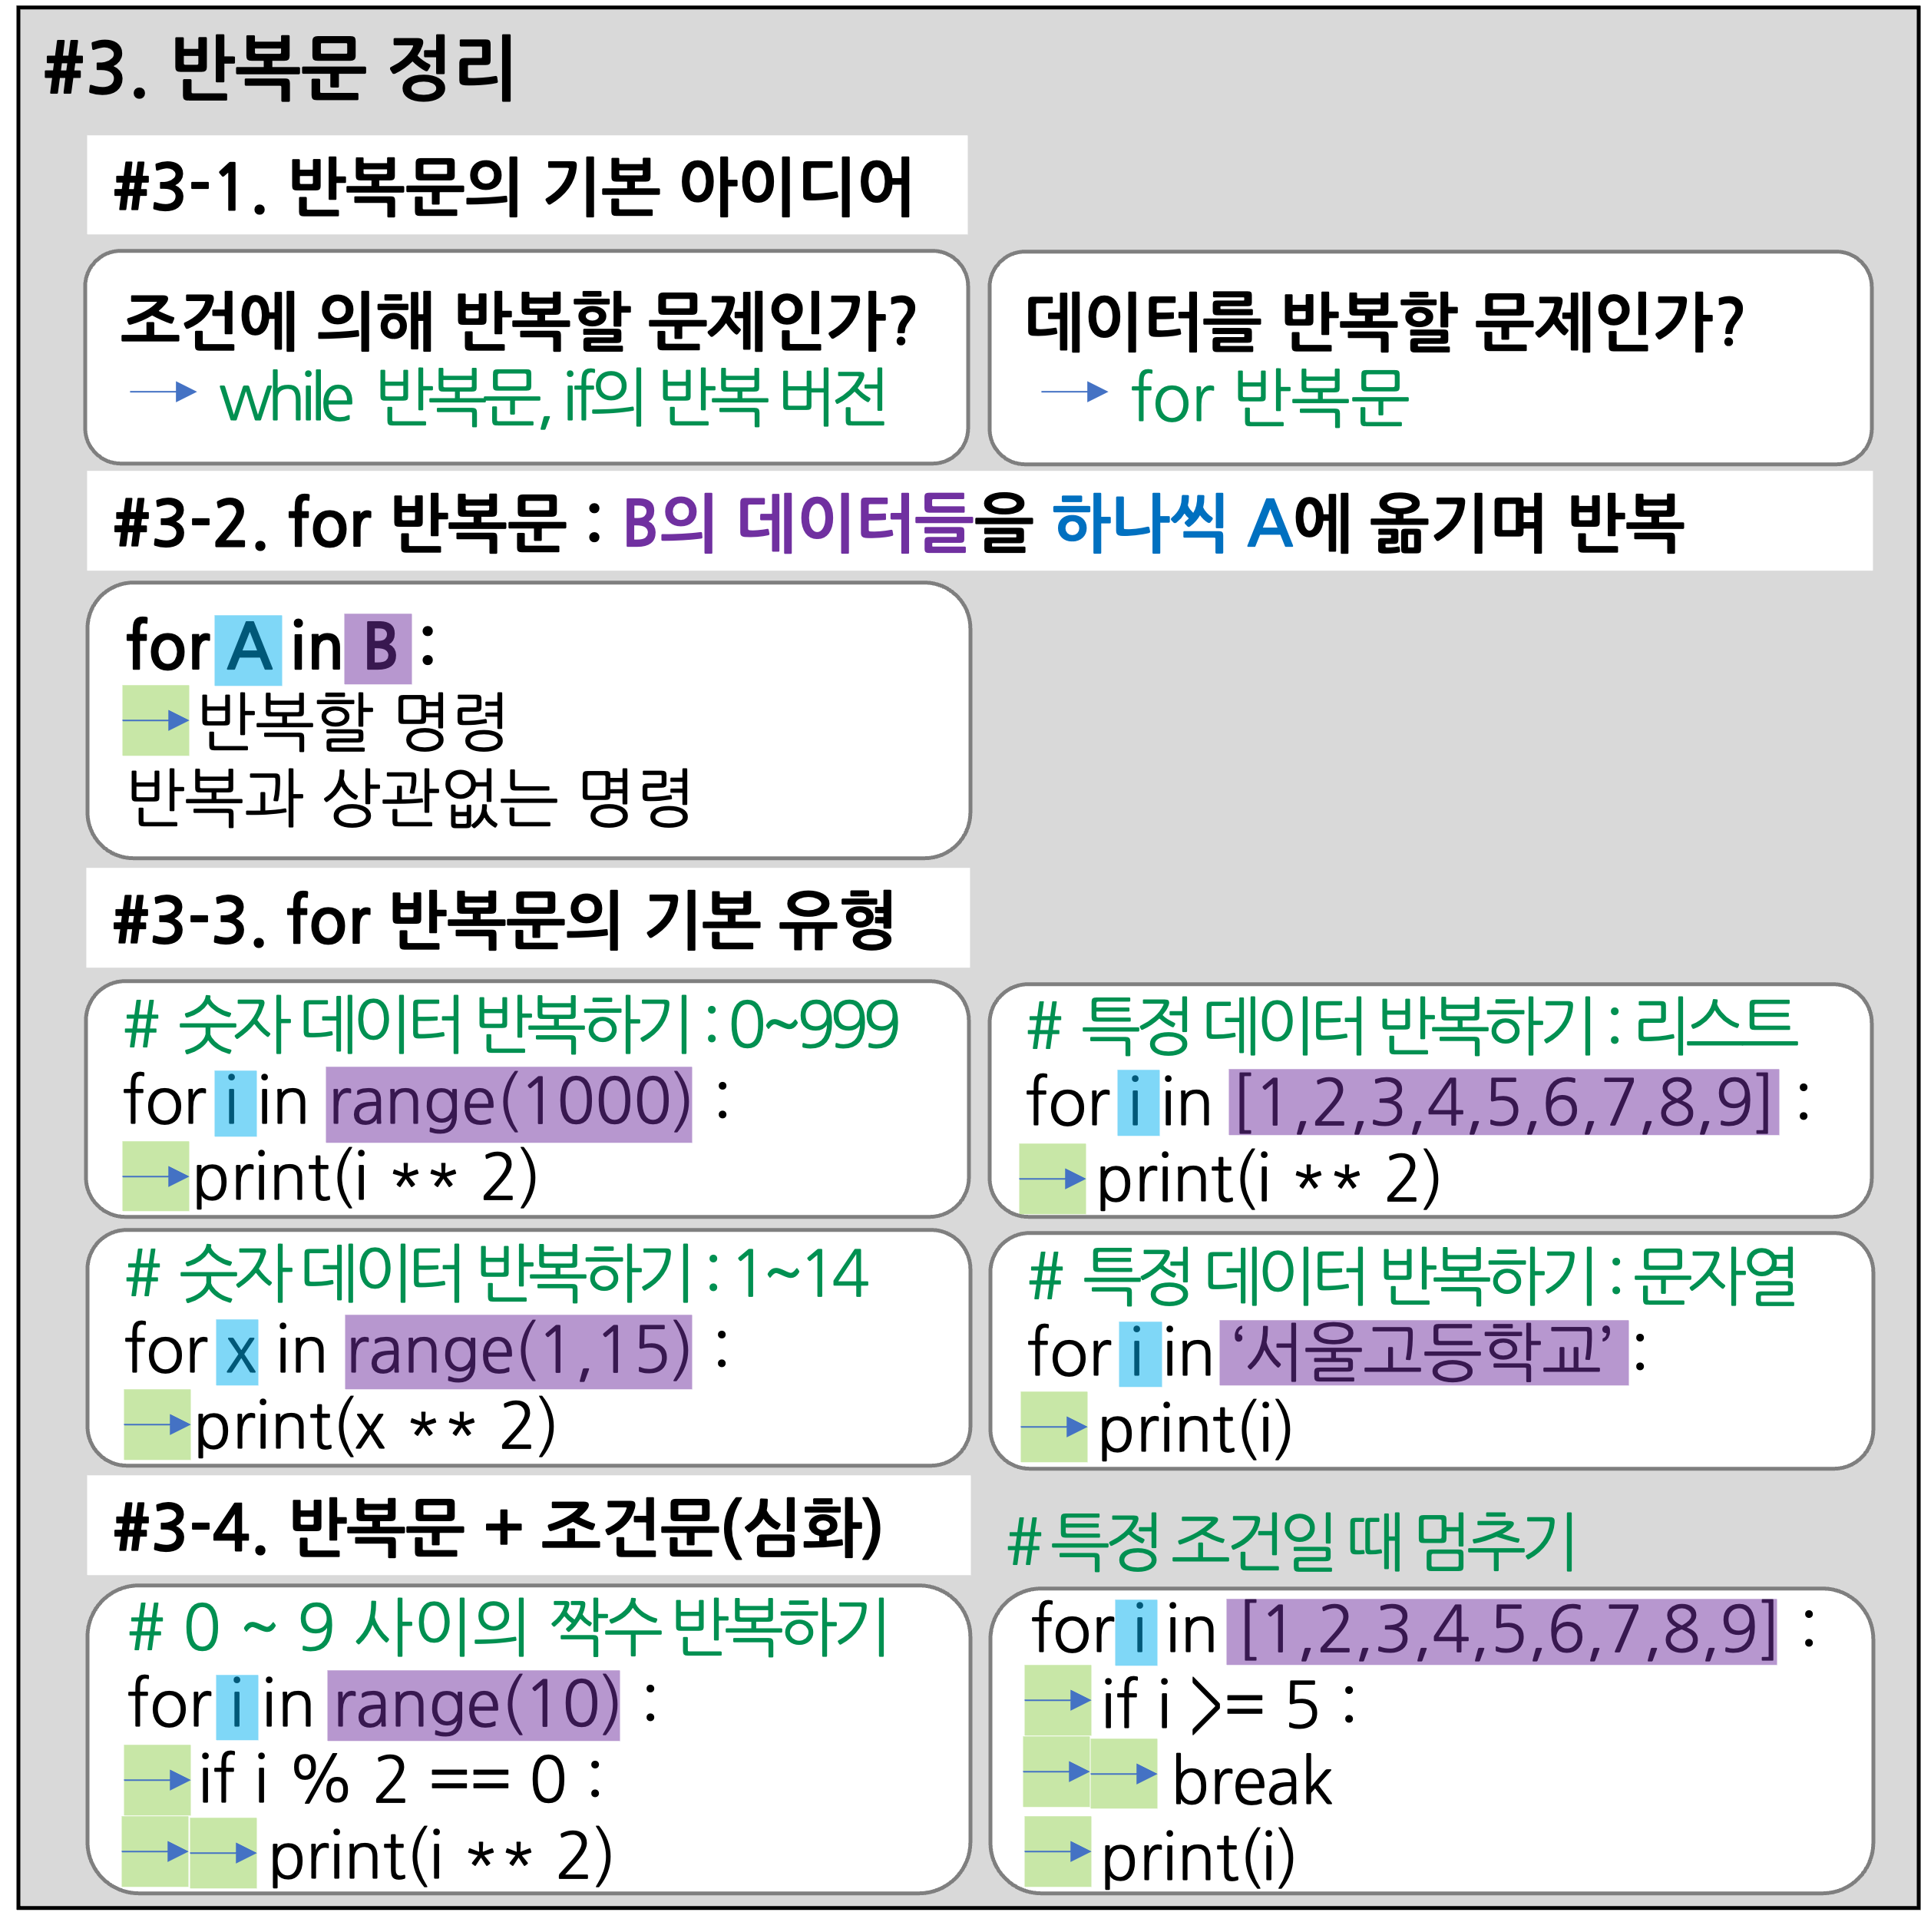 #3. 반복문 정리
#3-1. 반복문의 기본 아이디어
조건에 의해 반복할 문제인가?
while 반복문, if의 반복 버전
데이터를 반복할 문제인가?
for 반복문
#3-2. for 반복문 : B의 데이터들을 하나씩 A에 옮기며 반복
for A in B :
반복할 명령
반복과 상관없는 명령
#3-3. for 반복문의 기본 유형
# 숫자 데이터 반복하기 : 0~999
for i in range(1000) :
print(i ** 2)
# 특정 데이터 반복하기 : 리스트
for i in [1,2,3,4,5,6,7,8,9] :
print(i ** 2)
# 숫자 데이터 반복하기 : 1~14
for x in range(1,15) :
print(x ** 2)
# 특정 데이터 반복하기 : 문자열
for i in ‘서울고등학교’ :
print(i)
#3-4. 반복문 + 조건문(심화)
# 0 ~ 9 사이의 짝수 반복하기
for i in range(10) :
if i % 2 == 0 :
print(i ** 2)
# 특정 조건일 대 멈추기
for i in [1,2,3,4,5,6,7,8,9] :
if i >= 5 :
break
print(i)